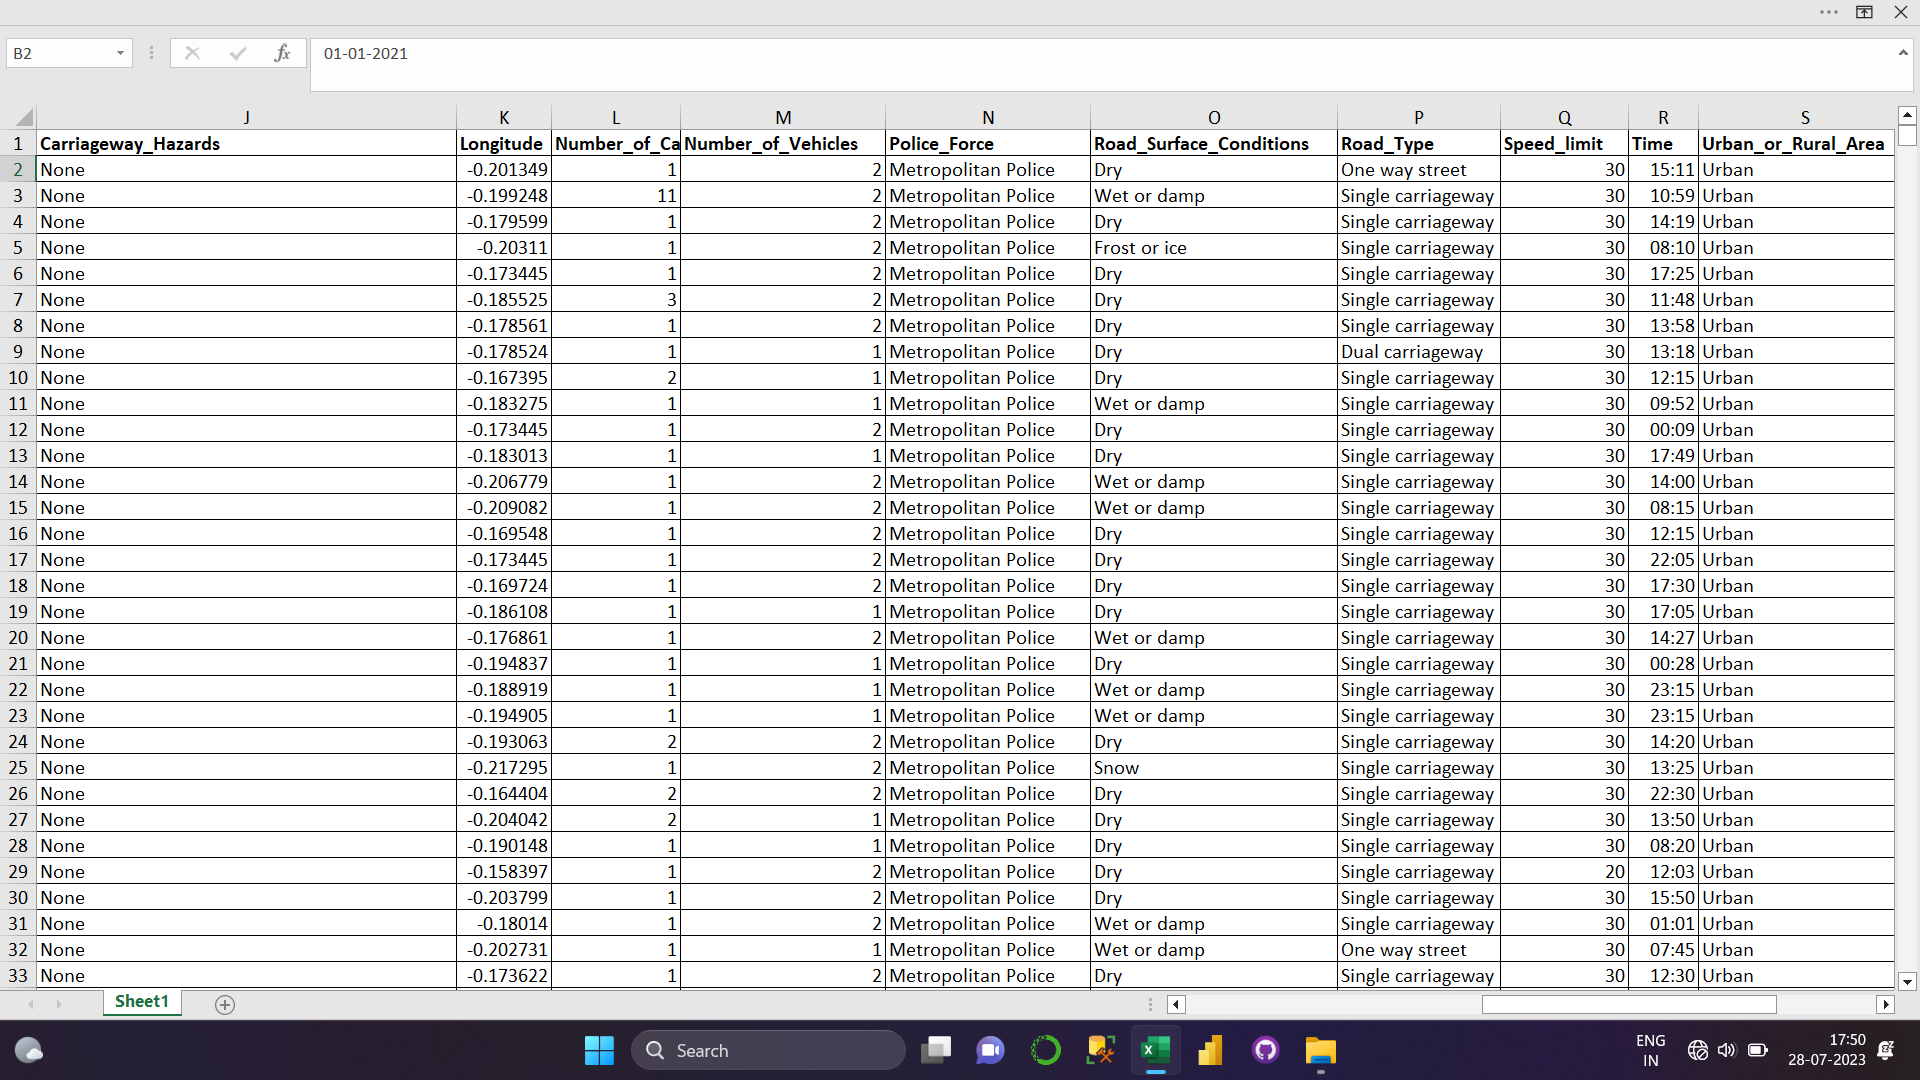 B2 fx 01-01-2021
J K L M N O P Q R S
1 Carriageway_Hazards Longitude Number_of_Ca Number_of_Vehicles Police_Force Road_Surface_Conditions Road_Type Speed_limit Time Urban_or_Rural_Area
2 None -0.201349 1 2 Metropolitan Police Dry One way street 30 15:11 Urban
3 None -0.199248 11 2 Metropolitan Police Wet or damp Single carriageway 30 10:59 Urban
4 None -0.179599 1 2 Metropolitan Police Dry Single carriageway 30 14:19 Urban
5 None -0.20311 1 2 Metropolitan Police Frost or ice Single carriageway 30 08:10 Urban
6 None -0.173445 1 2 Metropolitan Police Dry Single carriageway 30 17:25 Urban
7 None -0.185525 3 2 Metropolitan Police Dry Single carriageway 30 11:48 Urban
8 None -0.178561 1 2 Metropolitan Police Dry Single carriageway 30 13:58 Urban
9 None -0.178524 1 1 Metropolitan Police Dry Dual carriageway 30 13:18 Urban
10 None -0.167395 2 1 Metropolitan Police Dry Single carriageway 30 12:15 Urban
11 None -0.183275 1 1 Metropolitan Police Wet or damp Single carriageway 30 09:52 Urban
12 None -0.173445 1 2 Metropolitan Police Dry Single carriageway 30 00:09 Urban
13 None -0.183013 1 1 Metropolitan Police Dry Single carriageway 30 17:49 Urban
14 None -0.206779 1 2 Metropolitan Police Wet or damp Single carriageway 30 14:00 Urban
15 None -0.209082 1 2 Metropolitan Police Wet or damp Single carriageway 30 08:15 Urban
16 None -0.169548 1 2 Metropolitan Police Dry Single carriageway 30 12:15 Urban
17 None -0.173445 1 2 Metropolitan Police Dry Single carriageway 30 22:05 Urban
18 None -0.169724 1 2 Metropolitan Police Dry Single carriageway 30 17:30 Urban
19 None -0.186108 1 1 Metropolitan Police Dry Single carriageway 30 17:05 Urban
20 None -0.176861 1 2 Metropolitan Police Wet or damp Single carriageway 30 14:27 Urban
21 None -0.194837 1 1 Metropolitan Police Dry Single carriageway 30 00:28 Urban
22 None -0.188919 1 1 Metropolitan Police Wet or damp Single carriageway 30 23:15 Urban
23 None -0.194905 1 1 Metropolitan Police Wet or damp Single carriageway 30 23:15 Urban
24 None -0.193063 2 2 Metropolitan Police Dry Single carriageway 30 14:20 Urban
25 None -0.217295 1 2 Metropolitan Police Snow Single carriageway 30 13:25 Urban
26 None -0.164404 2 2 Metropolitan Police Dry Single carriageway 30 22:30 Urban
27 None -0.204042 2 1 Metropolitan Police Dry Single carriageway 30 13:50 Urban
28 None -0.190148 1 1 Metropolitan Police Dry Single carriageway 30 08:20 Urban
29 None -0.158397 1 2 Metropolitan Police Dry Single carriageway 20 12:03 Urban
30 None -0.203799 1 2 Metropolitan Police Dry Single carriageway 30 15:50 Urban
31 None -0.18014 1 2 Metropolitan Police Wet or damp Single carriageway 30 01:01 Urban
32 None -0.202731 1 1 Metropolitan Police Wet or damp One way street 30 07:45 Urban
33 None -0.173622 1 2 Metropolitan Police Dry Single carriageway 30 12:30 Urban
Sheet1
Search
ENG
IN
17:50
28-07-2023